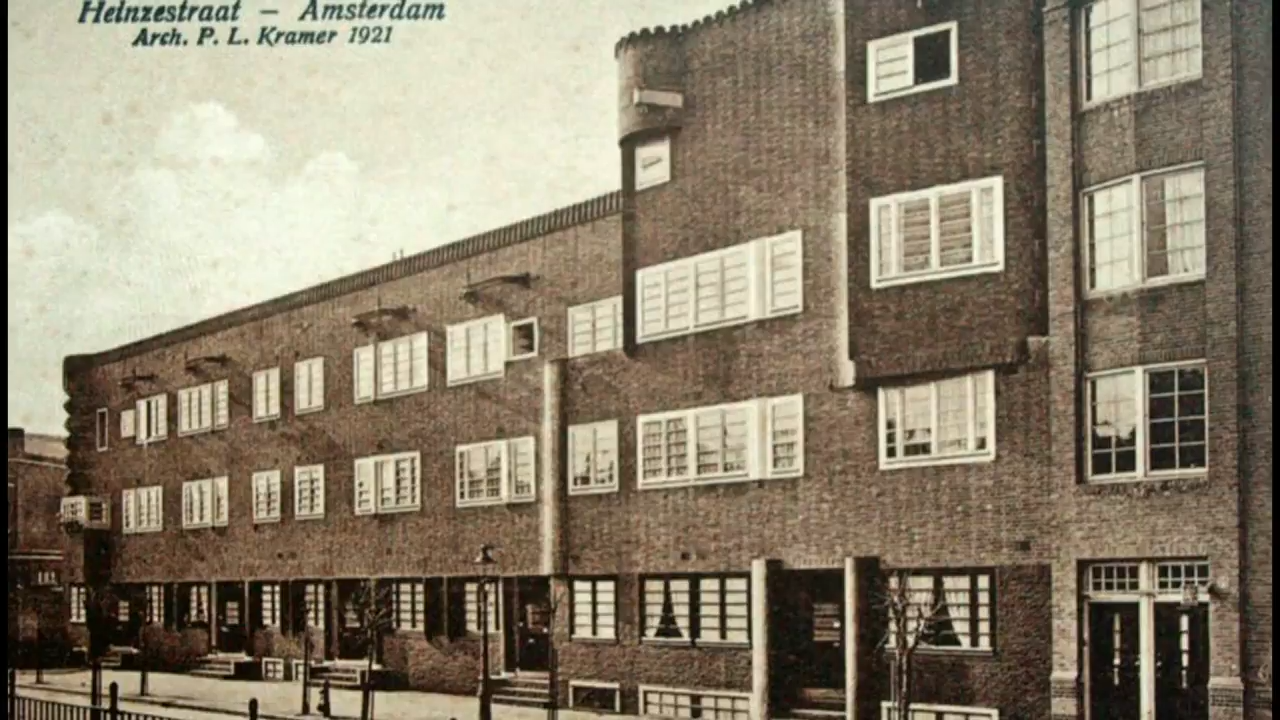 Heinzestraat – Amsterdam
Arch. P. L. Kramer 1921